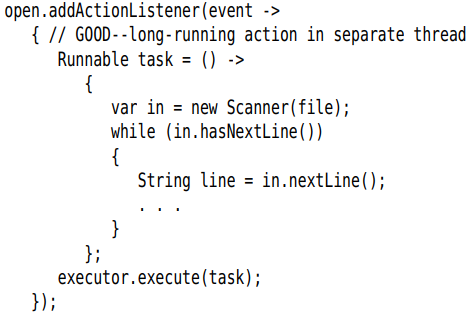 open.addActionListener(event ->
{ // GOOD--long-running action in separate thread
Runnable task = () ->
{
var in = new Scanner(file);
while (in.hasNextLine())
{
String line = in.nextLine();
. . .
}
};
executor.execute(task);
});